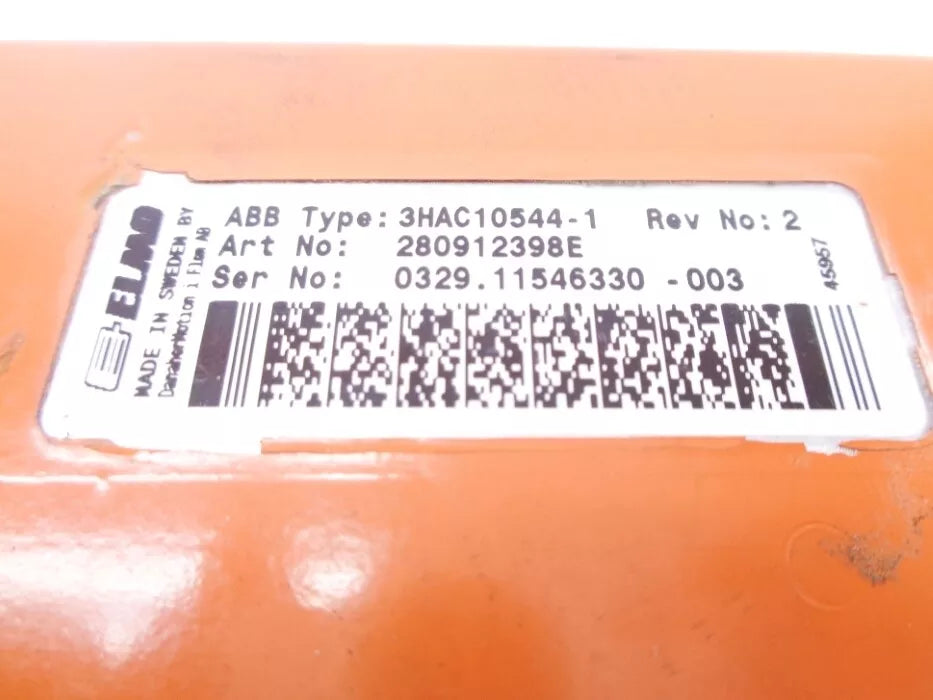 ABB Type: 3HAC10544-1 Rev No: 2
Art No: 280912398E
Ser No: 0329.11546330 -003
45957
ELMO
MADE IN SWEDEN BY
DanaherMotion i Flen AB